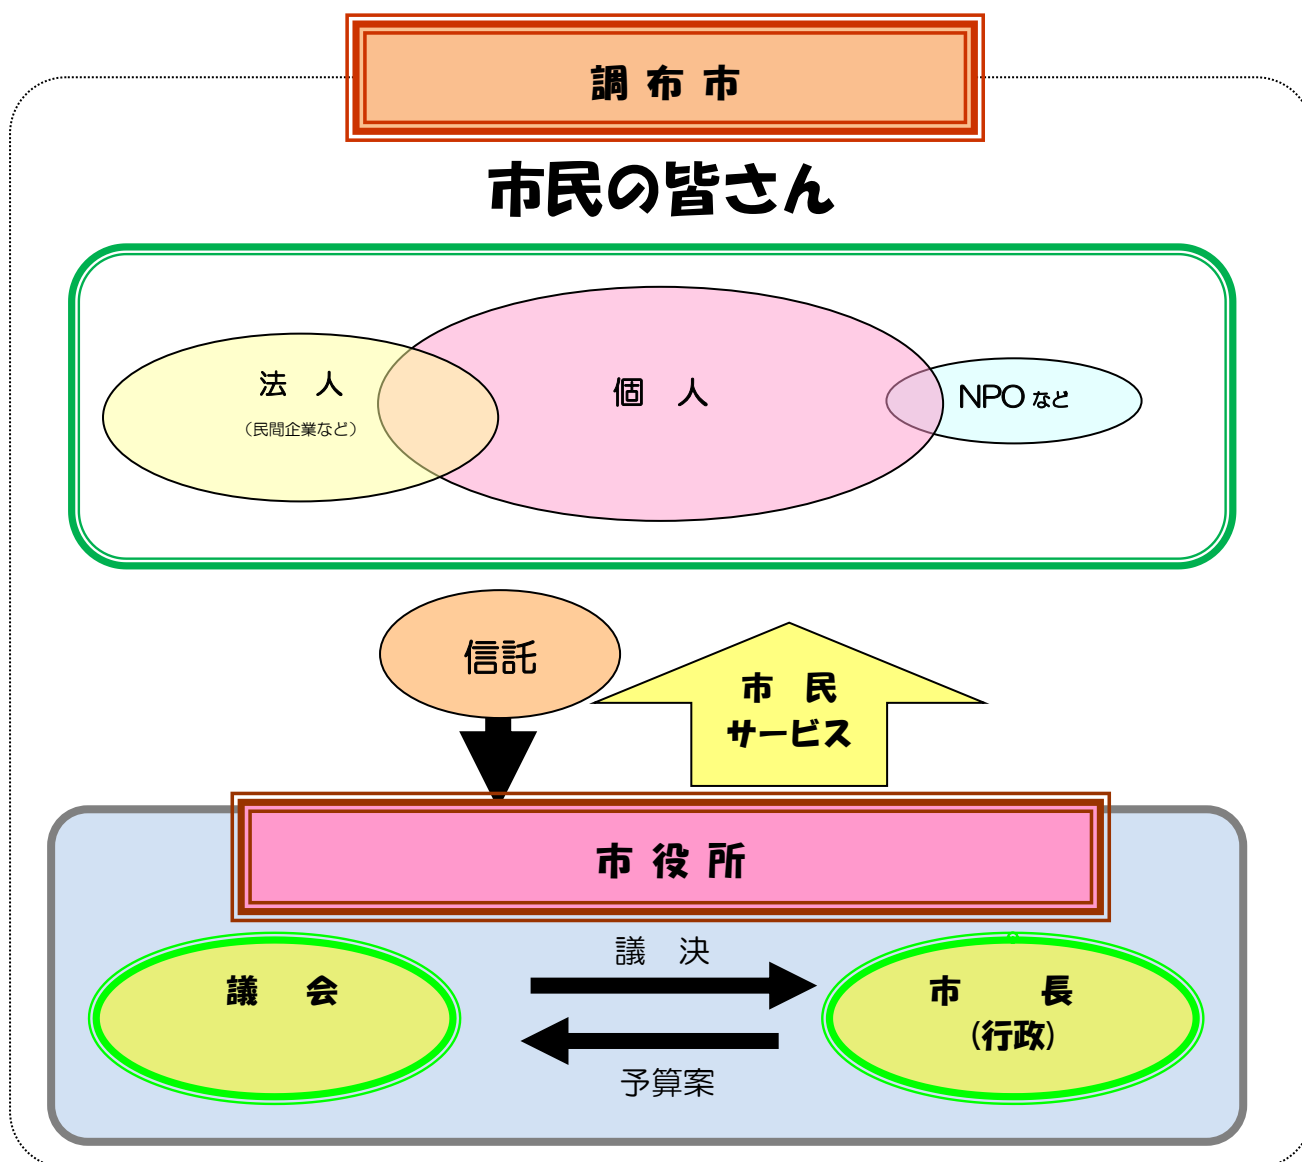 調布市
市民の皆さん
法　人
（民間企業など）
個　人
NPO など
信託
市　民
サービス
市役所
議　決
議　会
市　　長
（行政）
予算案